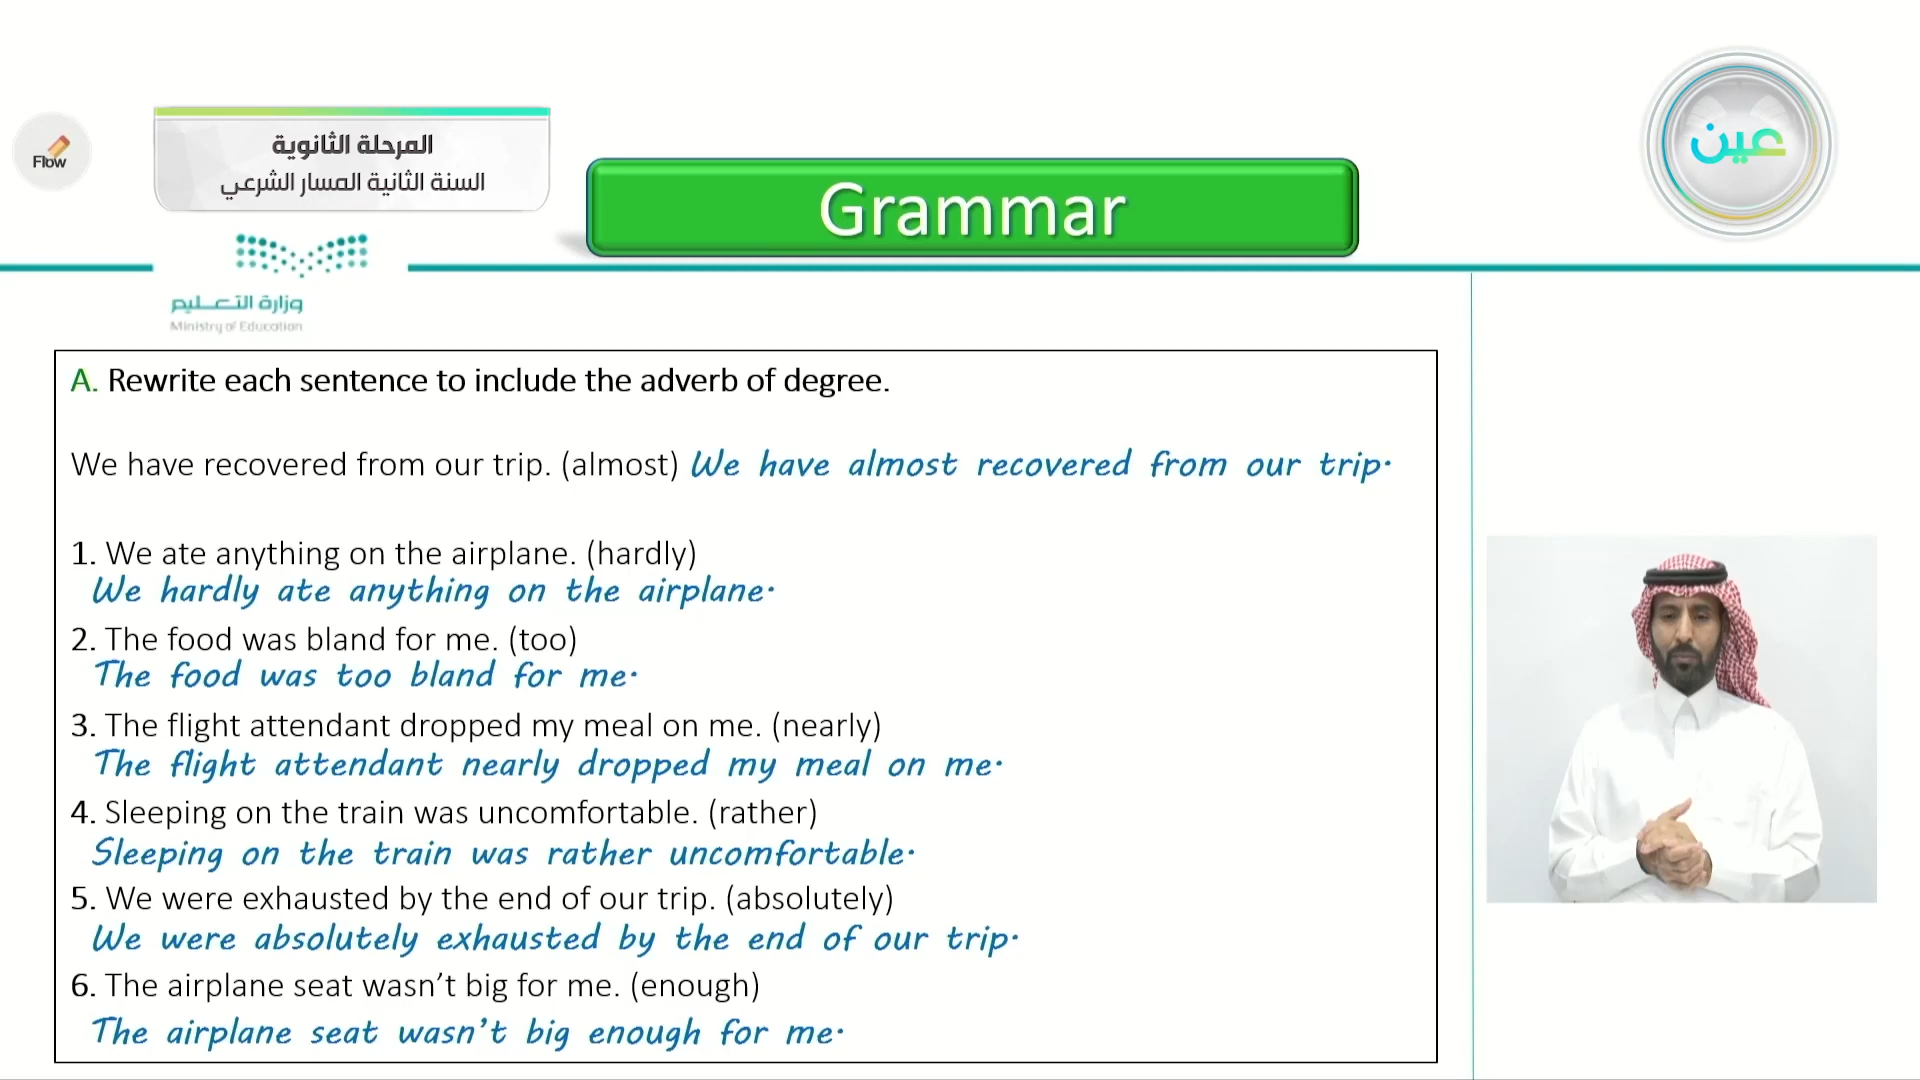 المرحلة الثانوية
السنة الثانية المسار الشرعي
Flow
Grammar
عين
وزارة التعليم
Ministry of Education
A. Rewrite each sentence to include the adverb of degree.
We have recovered from our trip. (almost) We have almost recovered from our trip.
1. We ate anything on the airplane. (hardly)
We hardly ate anything on the airplane.
2. The food was bland for me. (too)
The food was too bland for me.
3. The flight attendant dropped my meal on me. (nearly)
The flight attendant nearly dropped my meal on me.
4. Sleeping on the train was uncomfortable. (rather)
Sleeping on the train was rather uncomfortable.
5. We were exhausted by the end of our trip. (absolutely)
We were absolutely exhausted by the end of our trip.
6. The airplane seat wasn’t big for me. (enough)
The airplane seat wasn’t big enough for me.